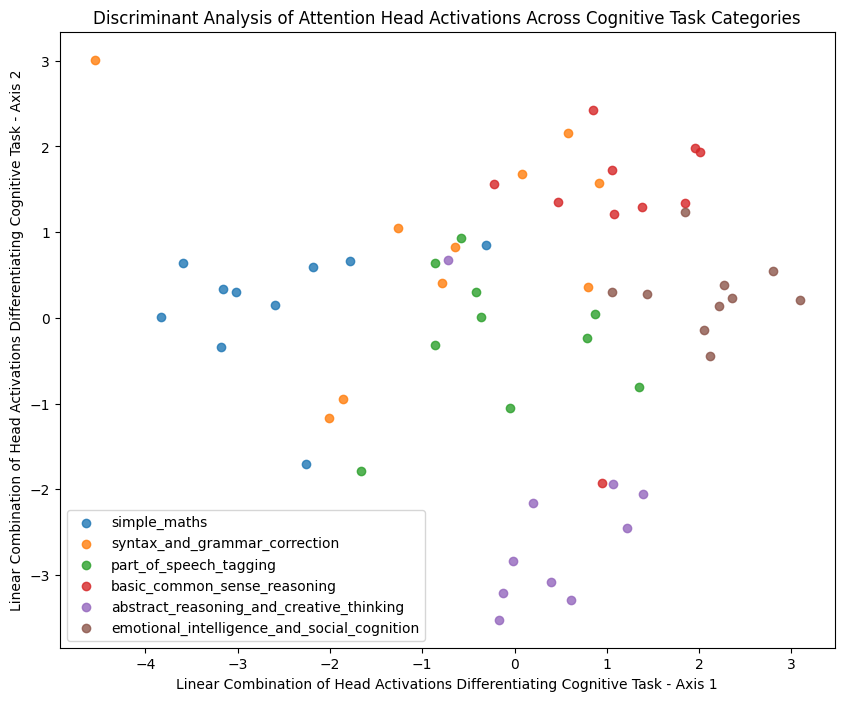 Discriminant Analysis of Attention Head Activations Across Cognitive Task Categories
Linear Combination of Head Activations Differentiating Cognitive Task - Axis 2
3
2
1
0
−1
−2
−3
simple_maths
syntax_and_grammar_correction
part_of_speech_tagging
basic_common_sense_reasoning
abstract_reasoning_and_creative_thinking
emotional_intelligence_and_social_cognition
−4
−3
−2
−1
0
1
2
3
Linear Combination of Head Activations Differentiating Cognitive Task - Axis 1